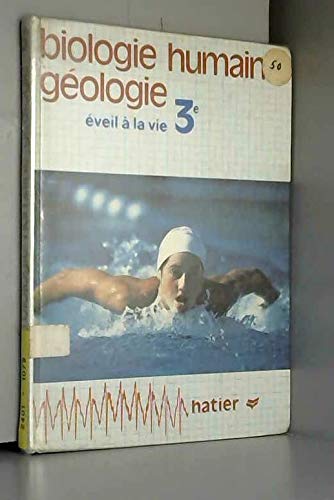 biologie humain
géologie
éveil à la vie 3e
50
hatier